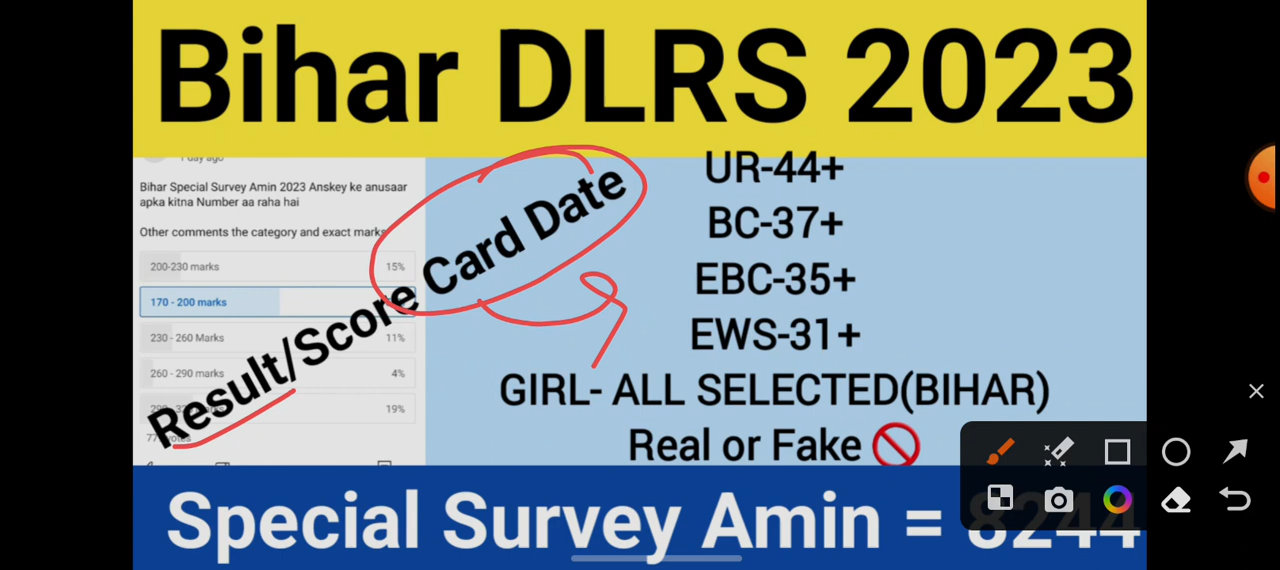 Bihar DLRS 2023
1 day ago
Bihar Special Survey Amin 2023 Anskey ke anusaar
apka kitna Number aa raha hai
Other comments the category and exact marks
200-230 marks 15%
170 - 200 marks
230 - 260 Marks 11%
260 - 290 marks 4%
19%
Result/Score Card Date
UR-44+
BC-37+
EBC-35+
EWS-31+
GIRL- ALL SELECTED(BIHAR)
Real or Fake
Special Survey Amin = 8244